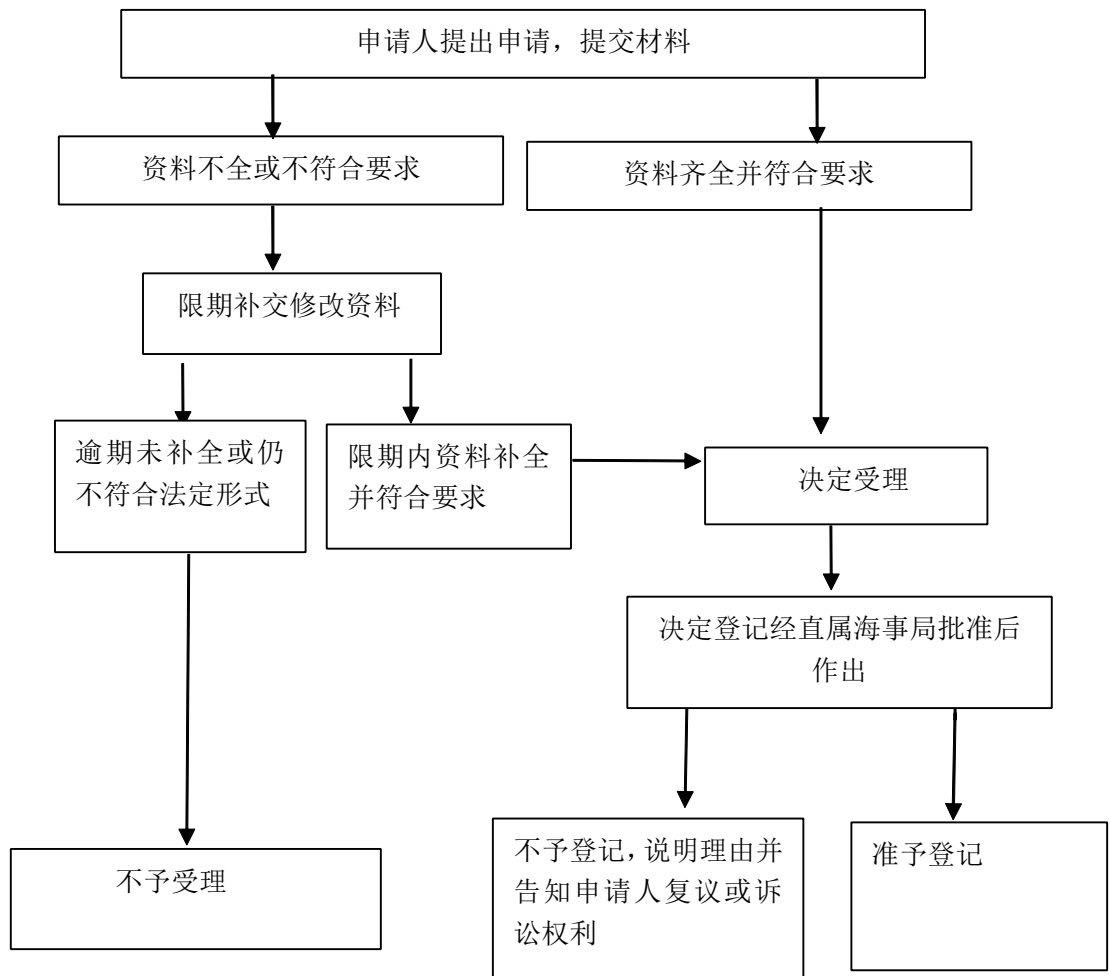 申请人提出申请，提交材料
资料不全或不符合要求
资料齐全并符合要求
限期补交修改资料
逾期未补全或仍
不符合法定形式
限期内资料补全
并符合要求
决定受理
决定登记经直属海事局批准后
作出
不予受理
不予登记，说明理由并
告知申请人复议或诉
讼权利
准予登记